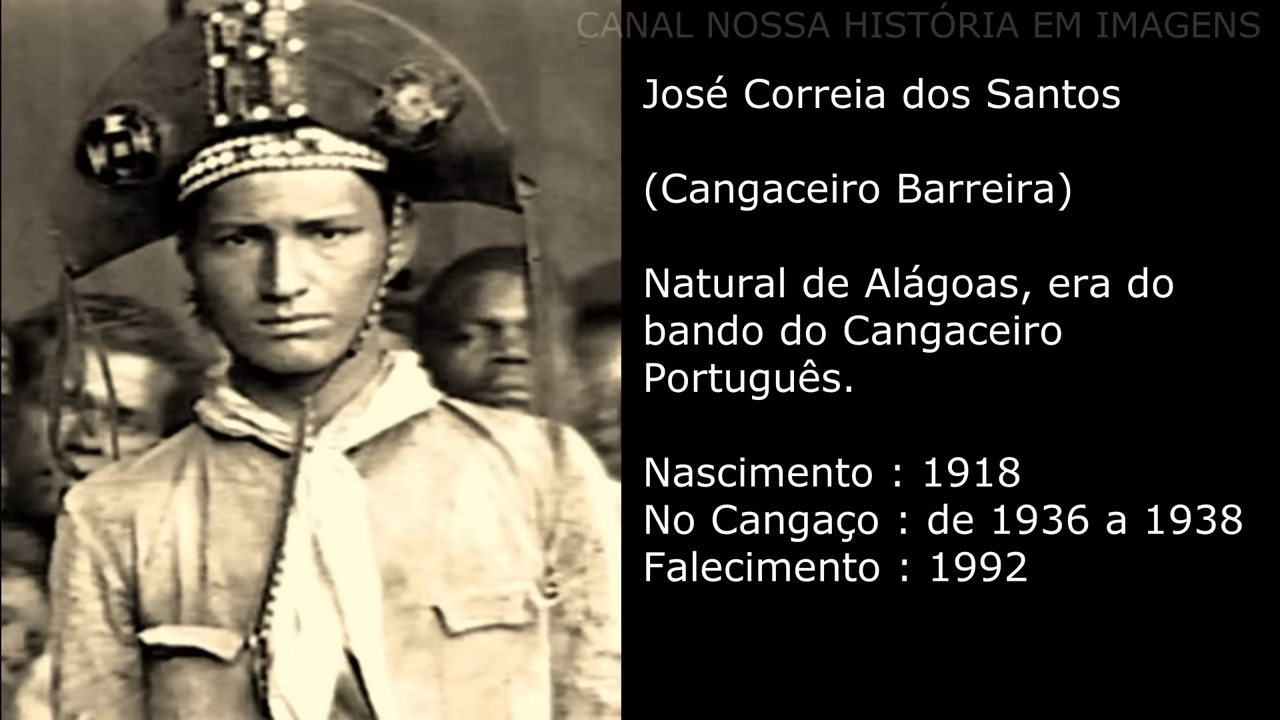 CANAL NOSSA HISTÓRIA EM IMAGENS
José Correia dos Santos
(Cangaceiro Barreira)
Natural de Alágoas, era do
bando do Cangaceiro
Português.
Nascimento : 1918
No Cangaço : de 1936 a 1938
Falecimento : 1992